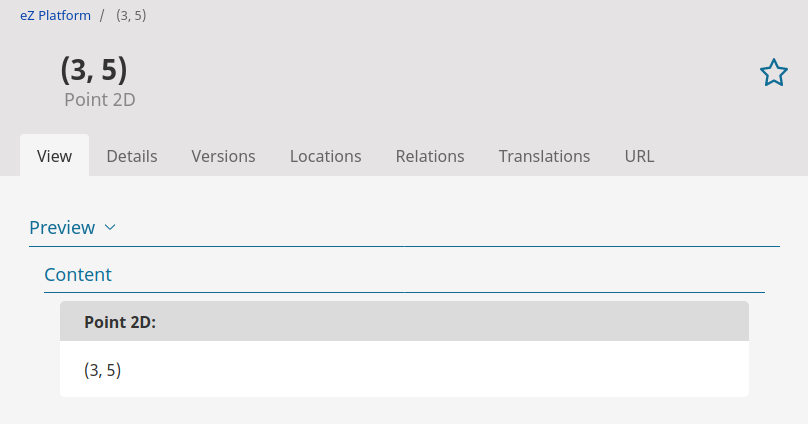 eZ Platform / (3, 5)
(3, 5)
Point 2D
View Details Versions Locations Relations Translations URL
Preview
Content
Point 2D:
(3, 5)